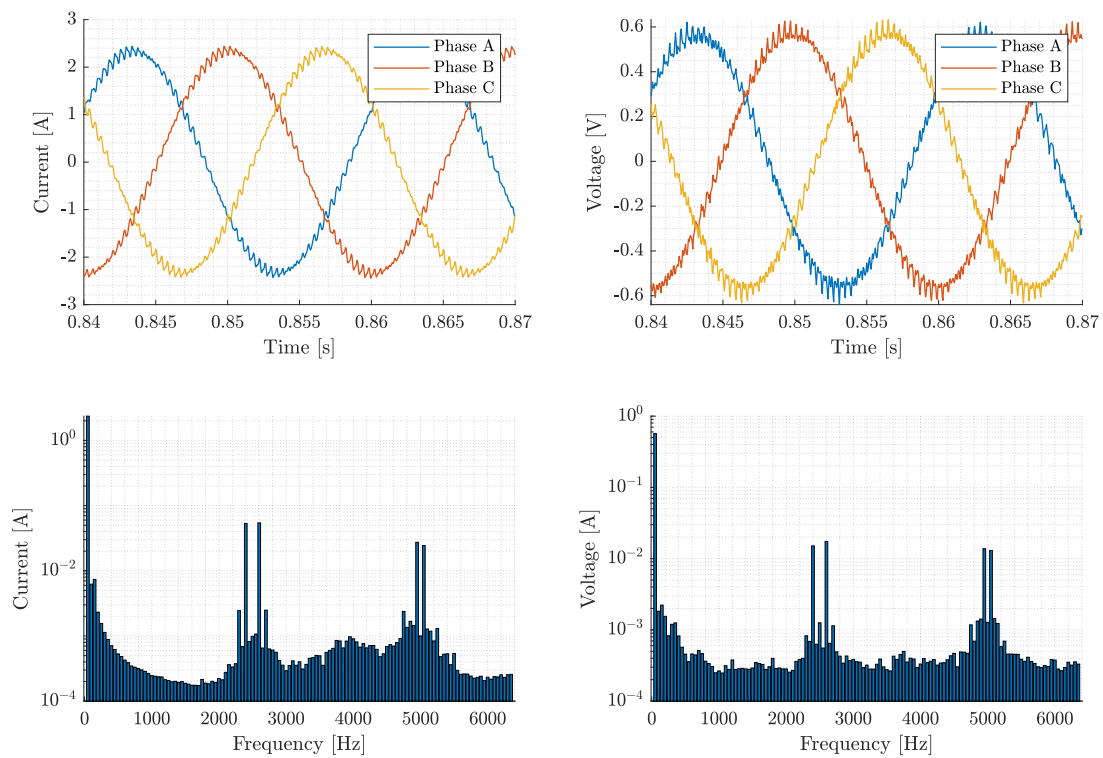 3
2
1
0
-1
-2
-3
Current [A]
0.84 0.845 0.85 0.855 0.86 0.865 0.87
Time [s]
Phase A
Phase B
Phase C
0.6
0.4
0.2
0
-0.2
-0.4
-0.6
Voltage [V]
0.84 0.845 0.85 0.855 0.86 0.865 0.87
Time [s]
Phase A
Phase B
Phase C
10^0
10^-2
10^-4
Current [A]
0 1000 2000 3000 4000 5000 6000
Frequency [Hz]
10^0
10^-1
10^-2
10^-3
10^-4
Voltage [A]
0 1000 2000 3000 4000 5000 6000
Frequency [Hz]